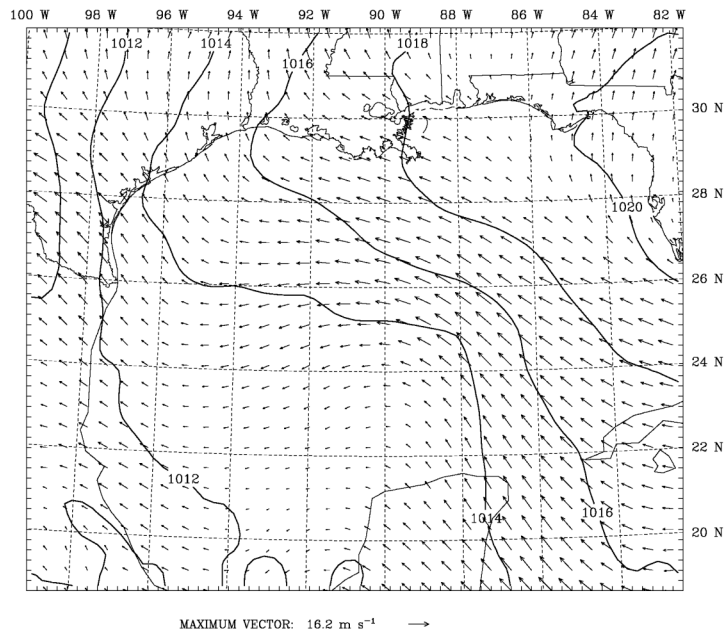 100 W 98 W 96 W 94 W 92 W 90 W 88 W 86 W 84 W 82 W
1012 1014 1016 1018
30 N
28 N
1020
26 N
24 N
22 N
1012
1014 1016
20 N
MAXIMUM VECTOR: 16.2 m s⁻¹